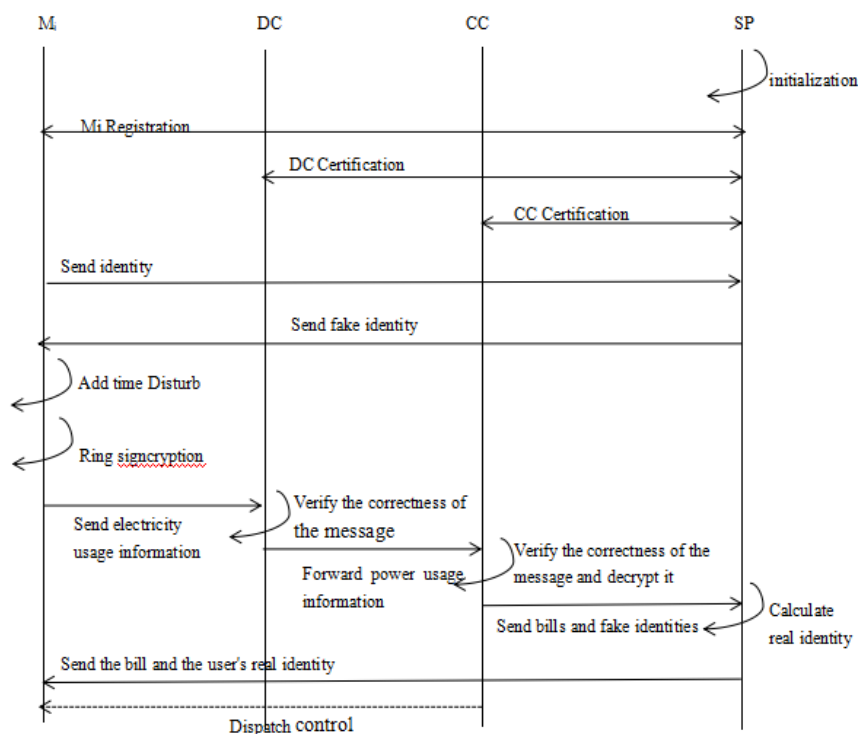 Mi DC CC SP
initialization
Mi Registration
DC Certification
CC Certification
Send identity
Send fake identity
Add time Disturb
Ring signcryption
Send electricity
usage information
Verify the correctness of
the message
Forward power usage
information
Verify the correctness of the
message and decrypt it
Send bills and fake identities
Calculate
real identity
Send the bill and the user's real identity
Dispatch control